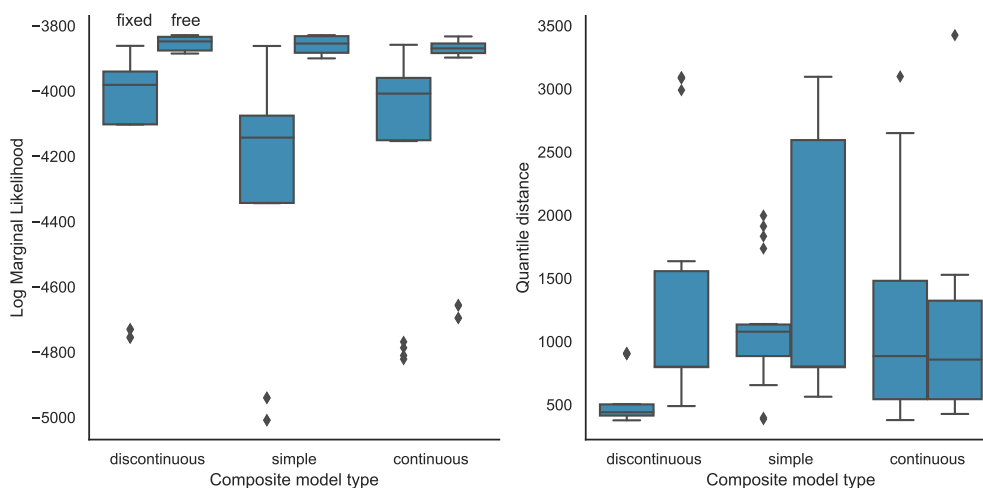 fixed free
−3800
−4000
−4200
−4400
−4600
−4800
−5000
Log Marginal Likelihood
discontinuous simple continuous
Composite model type
3500
3000
2500
2000
1500
1000
500
Quantile distance
discontinuous simple continuous
Composite model type